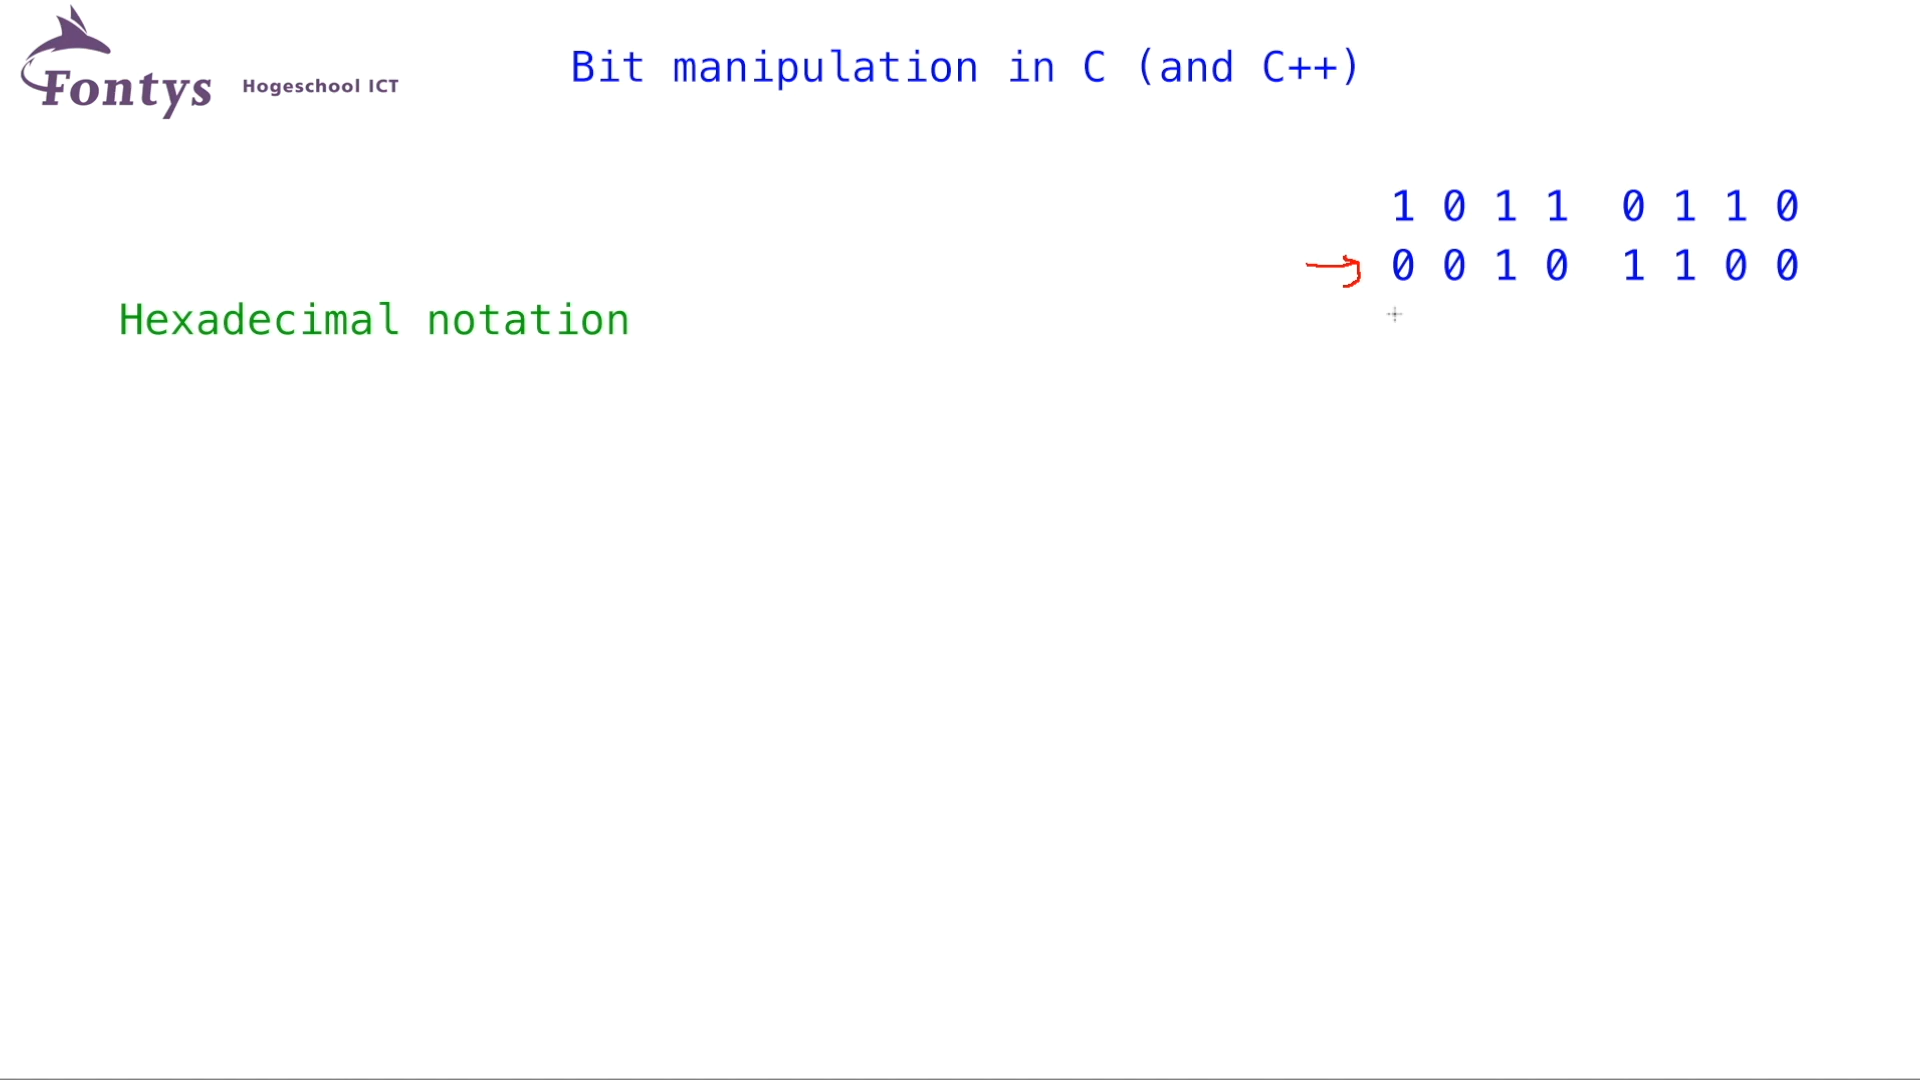 Fontys Hogeschool ICT
Bit manipulation in C (and C++)
1 0 1 1 0 1 1 0
0 0 1 0 1 1 0 0
Hexadecimal notation